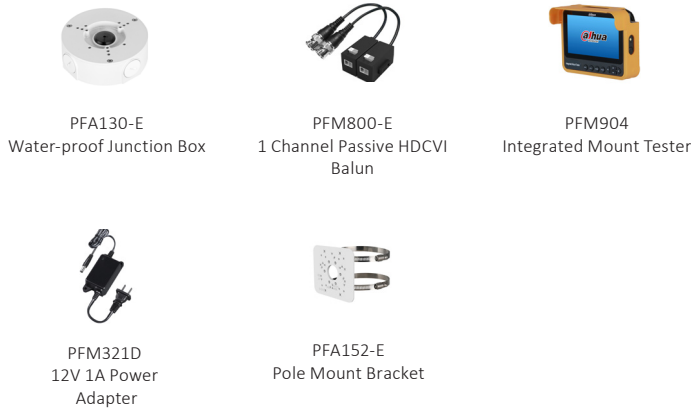 alhua
PFA130-E
Water-proof Junction Box
PFM800-E
1 Channel Passive HDCVI
Balun
PFM904
Integrated Mount Tester
PFM321D
12V 1A Power
Adapter
PFA152-E
Pole Mount Bracket